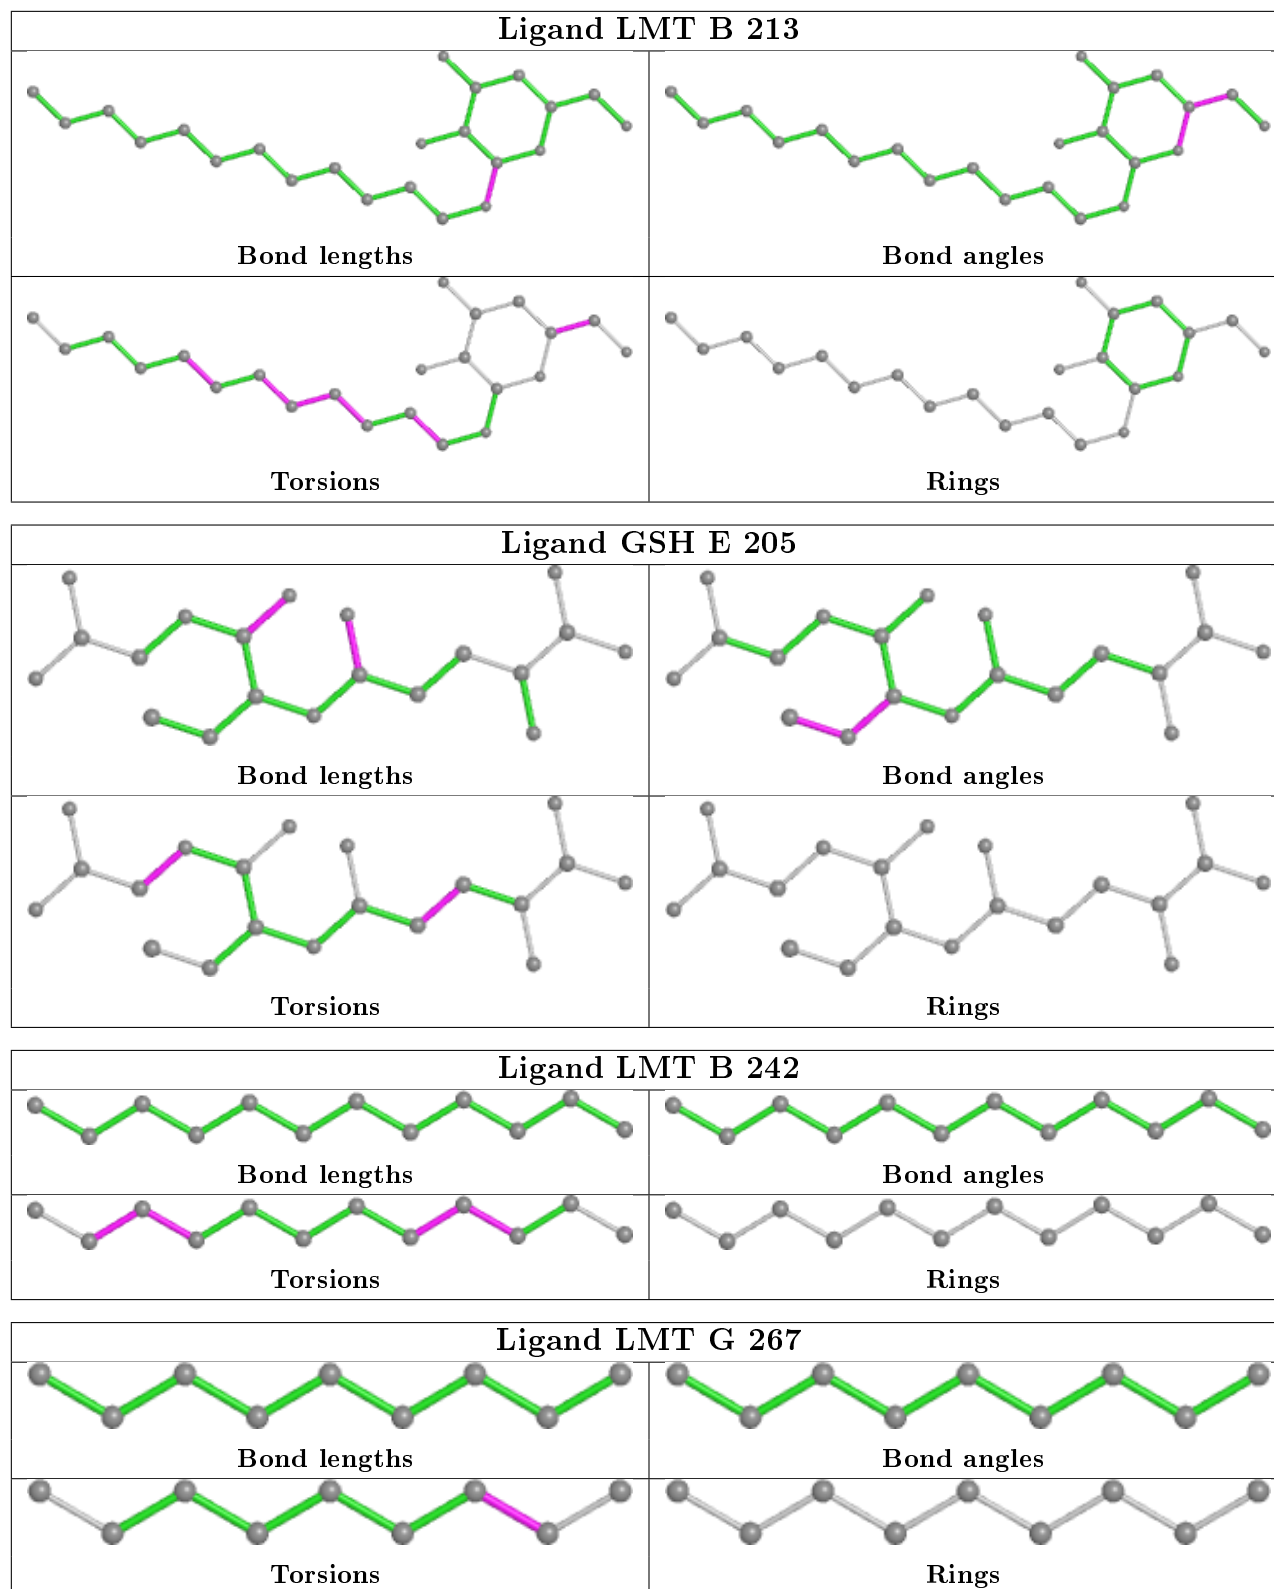 Ligand LMT B 213
Bond lengths
Bond angles
Torsions
Rings
Ligand GSH E 205
Bond lengths
Bond angles
Torsions
Rings
Ligand LMT B 242
Bond lengths
Bond angles
Torsions
Rings
Ligand LMT G 267
Bond lengths
Bond angles
Torsions
Rings